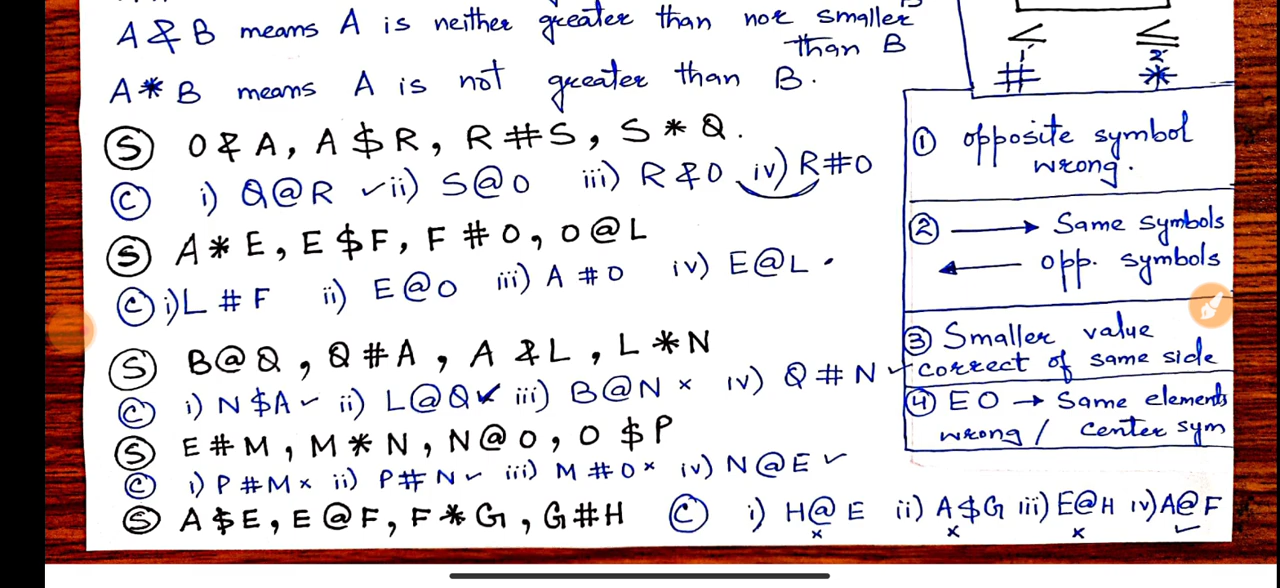 A & B means A is neither greater than nor smaller
than B
A * B means A is not greater than B.
Ⓢ O & A, A $ R, R # S, S * Q.
Ⓒ i) Q @ R ✓ ii) S @ O iii) R & O iv) R # O
Ⓢ A * E, E $ F, F # O, O @ L
Ⓒ i) L # F ii) E @ O iii) A # O iv) E @ L .
Ⓢ B @ Q, Q # A, A & L, L * N
Ⓒ i) N $ A ✓ ii) L @ Q ✓ iii) B @ N × iv) Q # N ✓
Ⓢ E # M, M * N, N @ O, O $ P
Ⓒ i) P # M × ii) P # N ✓ iii) M # O × iv) N @ E ✓
Ⓢ A $ E, E @ F, F * G, G # H Ⓒ i) H @ E ii) A $ G iii) E @ H iv) A @ F
× × × ✓
< ≤
1 2
# *
① opposite symbol
wrong.
② → Same symbols
← opp. symbols
③ Smaller value
correct of same side
④ EO → Same elements
wrong / center sym